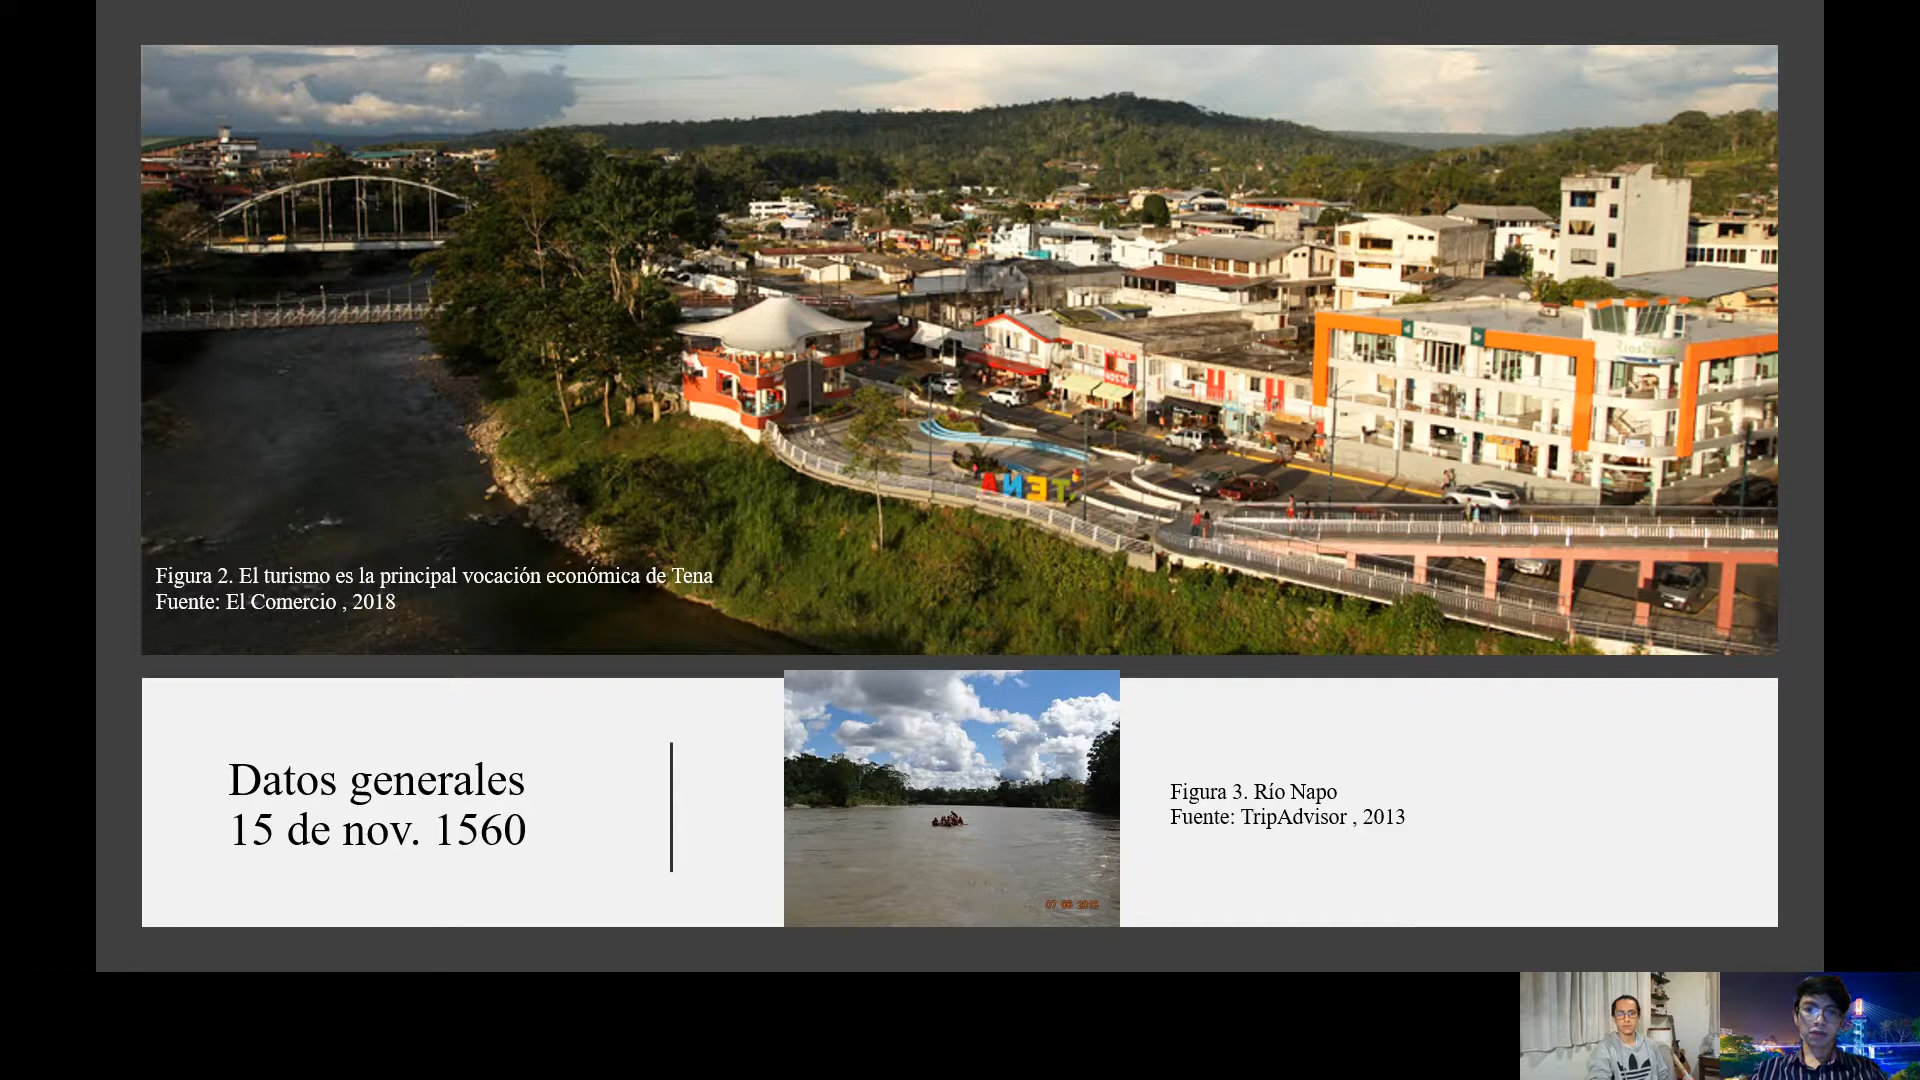 TENA
Figura 2. El turismo es la principal vocación económica de Tena
Fuente: El Comercio , 2018
Datos generales
15 de nov. 1560
Figura 3. Río Napo
Fuente: TripAdvisor , 2013